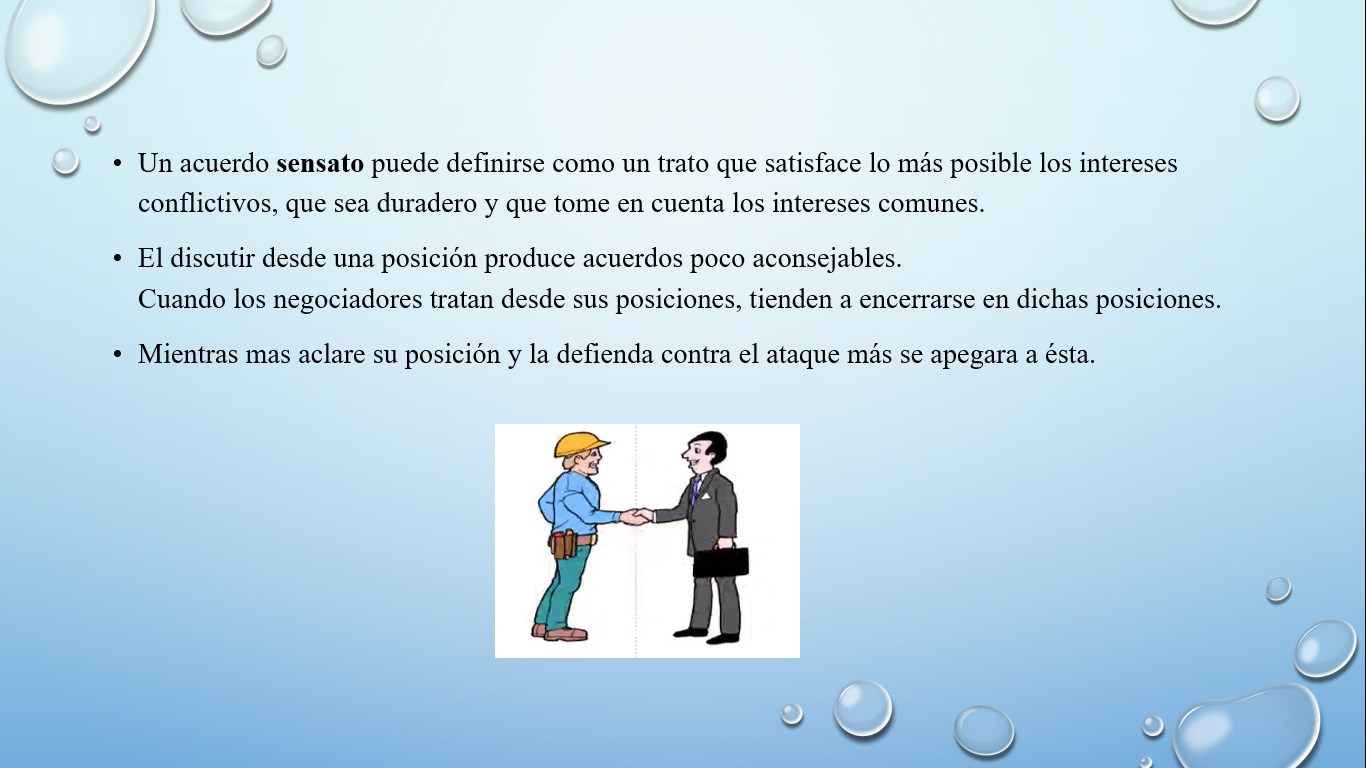 • Un acuerdo sensato puede definirse como un trato que satisface lo más posible los intereses
conflictivos, que sea duradero y que tome en cuenta los intereses comunes.
• El discutir desde una posición produce acuerdos poco aconsejables.
Cuando los negociadores tratan desde sus posiciones, tienden a encerrarse en dichas posiciones.
• Mientras mas aclare su posición y la defienda contra el ataque más se apegara a ésta.